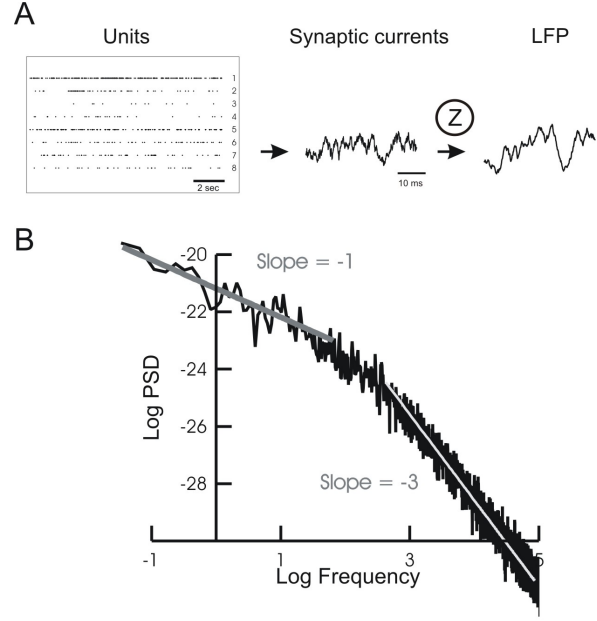 A
Units
Synaptic currents
LFP
1
2
3
4
5
6
7
8
2 sec
10 ms
Z
B
-20
-22
-24
-26
-28
Slope = -1
Slope = -3
Log PSD
-1
1
3
5
Log Frequency